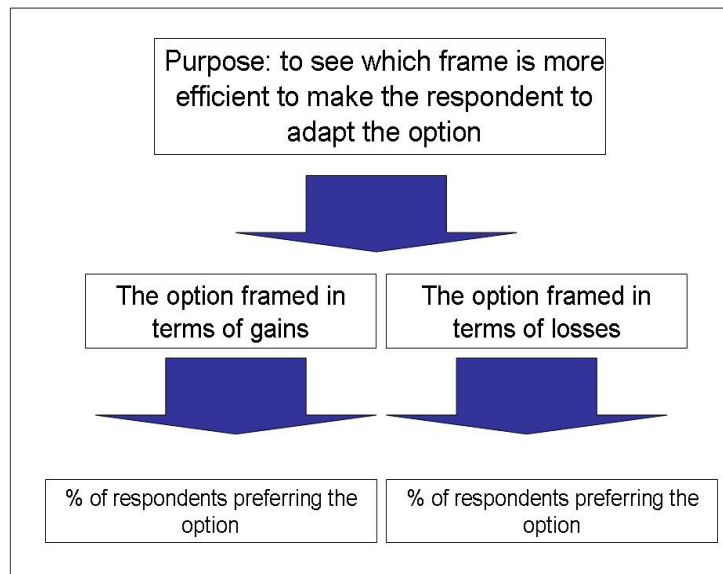 Purpose: to see which frame is more
efficient to make the respondent to
adapt the option
The option framed in
terms of gains
The option framed in
terms of losses
% of respondents preferring the
option
% of respondents preferring the
option